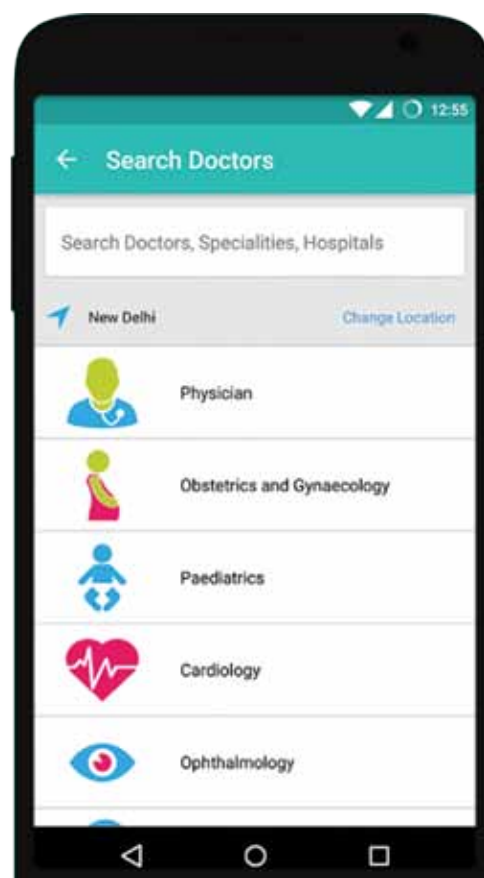 12:55
Search Doctors
Search Doctors, Specialities, Hospitals
New Delhi Change Location
Physician
Obstetrics and Gynaecology
Paediatrics
Cardiology
Ophthalmology